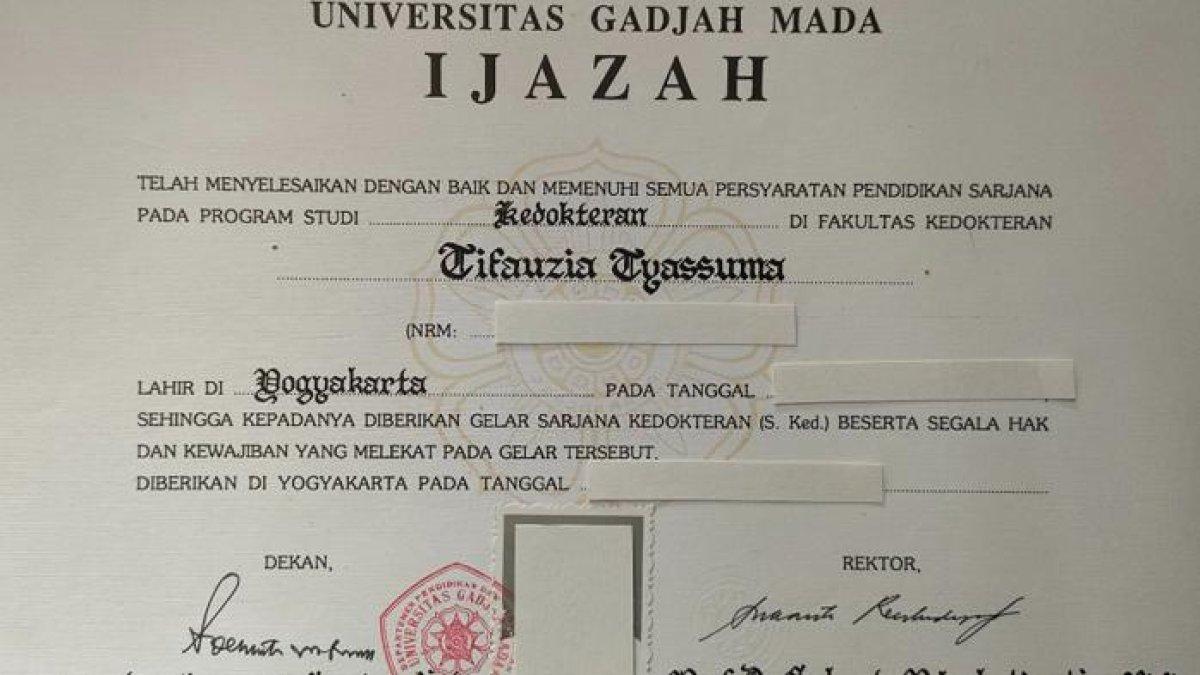 UNIVERSITAS GADJAH MADA
IJAZAH
TELAH MENYELESAIKAN DENGAN BAIK DAN MEMENUHI SEMUA PERSYARATAN PENDIDIKAN SARJANA
PADA PROGRAM STUDI Kedokteran DI FAKULTAS KEDOKTERAN
Tifauzia Tyassuma
(NRM:
LAHIR DI Yogyakarta PADA TANGGAL
SEHINGGA KEPADANYA DIBERIKAN GELAR SARJANA KEDOKTERAN (S. Ked.) BESERTA SEGALA HAK
DAN KEWAJIBAN YANG MELEKAT PADA GELAR TERSEBUT.
DIBERIKAN DI YOGYAKARTA PADA TANGGAL
DEKAN, REKTOR,
UNIVERSITAS